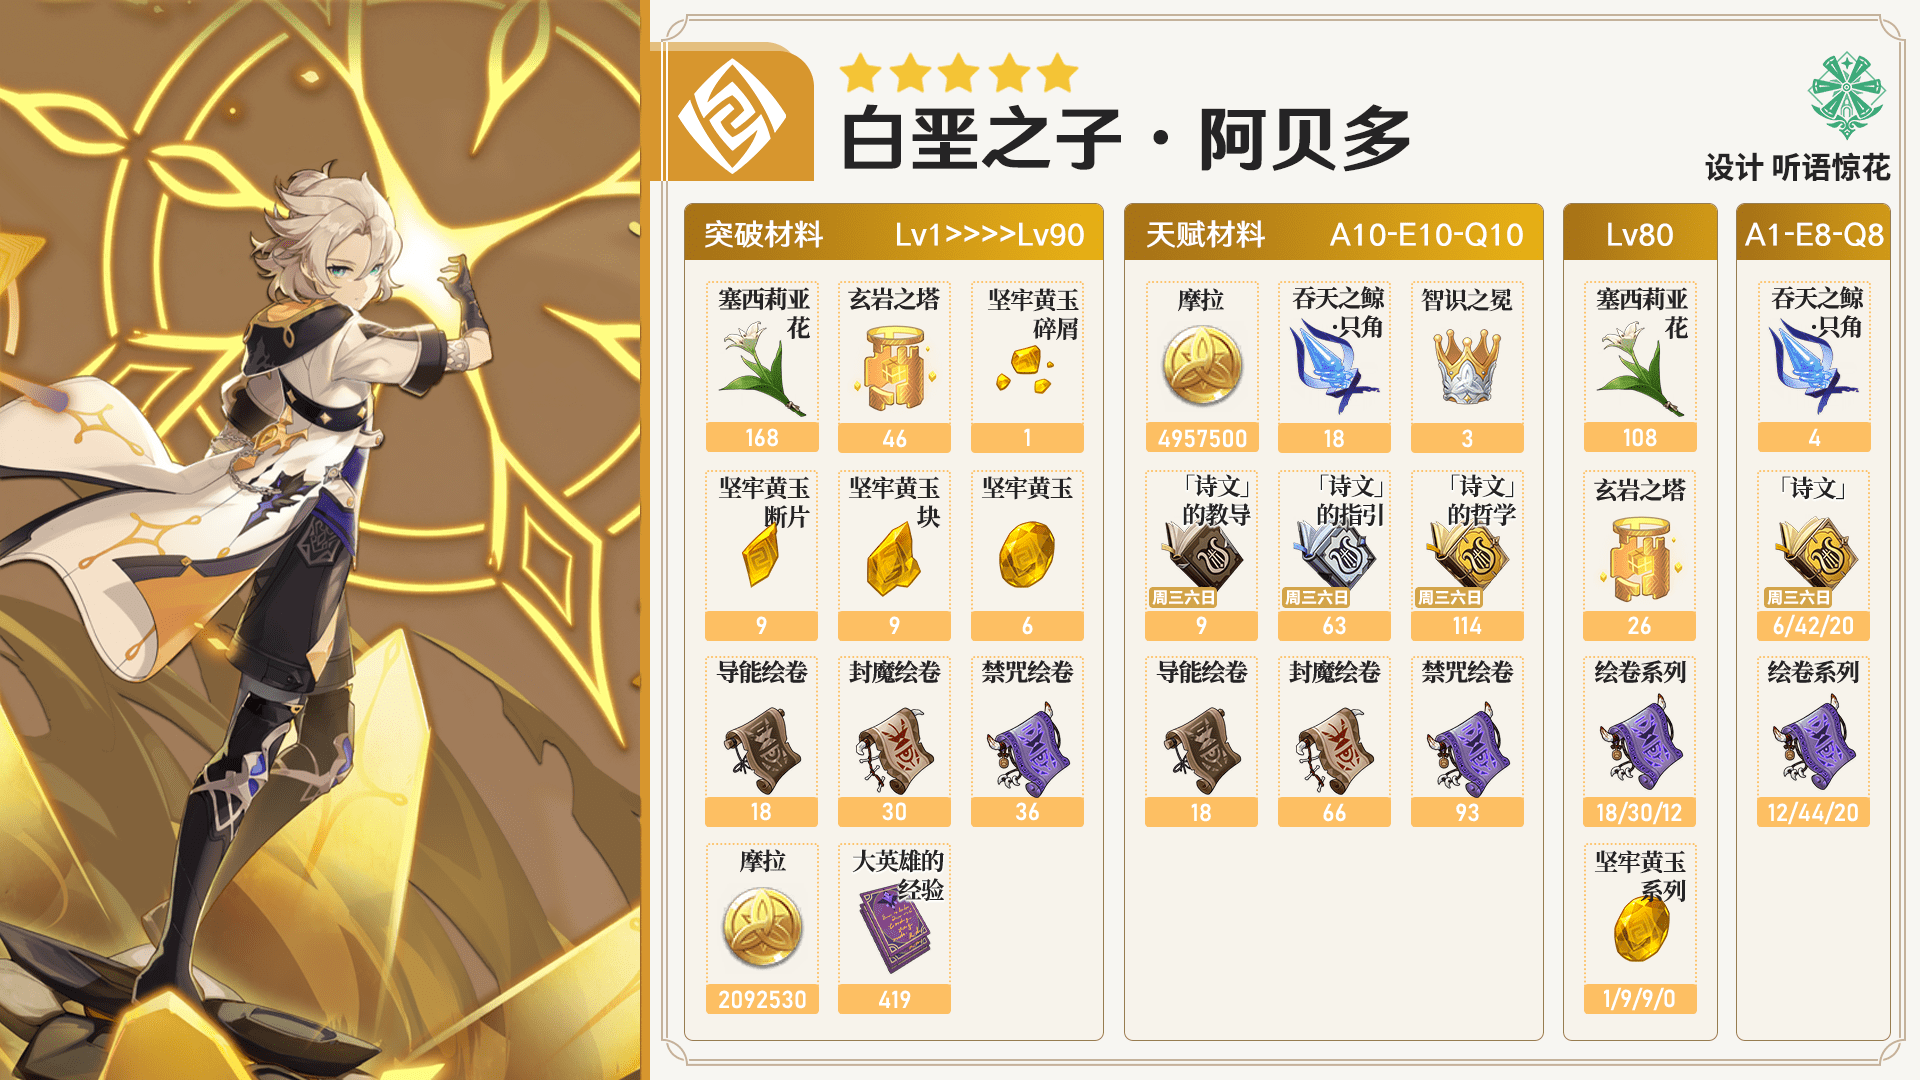 白垩之子·阿贝多
设计 听语惊花
突破材料 Lv1>>>>Lv90
塞西莉亚
花
168
玄岩之塔
46
坚牢黄玉
碎屑
1
坚牢黄玉
断片
9
坚牢黄玉
块
9
坚牢黄玉
6
导能绘卷
18
封魔绘卷
30
禁咒绘卷
36
摩拉
2092530
大英雄的
经验
419
天赋材料 A10-E10-Q10
摩拉
4957500
吞天之鲸
·只角
18
智识之冕
3
「诗文」
的教导
周三六日
9
「诗文」
的指引
周三六日
63
「诗文」
的哲学
周三六日
114
导能绘卷
18
封魔绘卷
66
禁咒绘卷
93
Lv80
塞西莉亚
花
108
玄岩之塔
26
绘卷系列
18/30/12
坚牢黄玉
系列
1/9/9/0
A1-E8-Q8
吞天之鲸
·只角
4
「诗文」
周三六日
6/42/20
绘卷系列
12/44/20